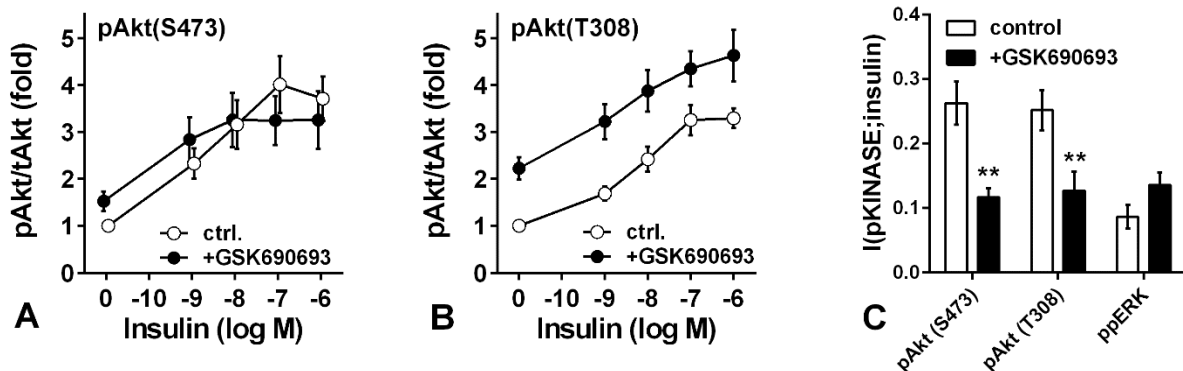 pAkt(S473)
pAkt/tAkt (fold)
5
4
3
2
1
0
ctrl.
+GSK690693
0 -10 -9 -8 -7 -6
Insulin (log M)
A
pAkt(T308)
pAkt/tAkt (fold)
5
4
3
2
1
0
ctrl.
+GSK690693
0 -10 -9 -8 -7 -6
Insulin (log M)
B
I(pKINASE;insulin)
0.4
0.3
0.2
0.1
0.0
control
+GSK690693
** **
pAkt (S473)
pAkt (T308)
ppERK
C